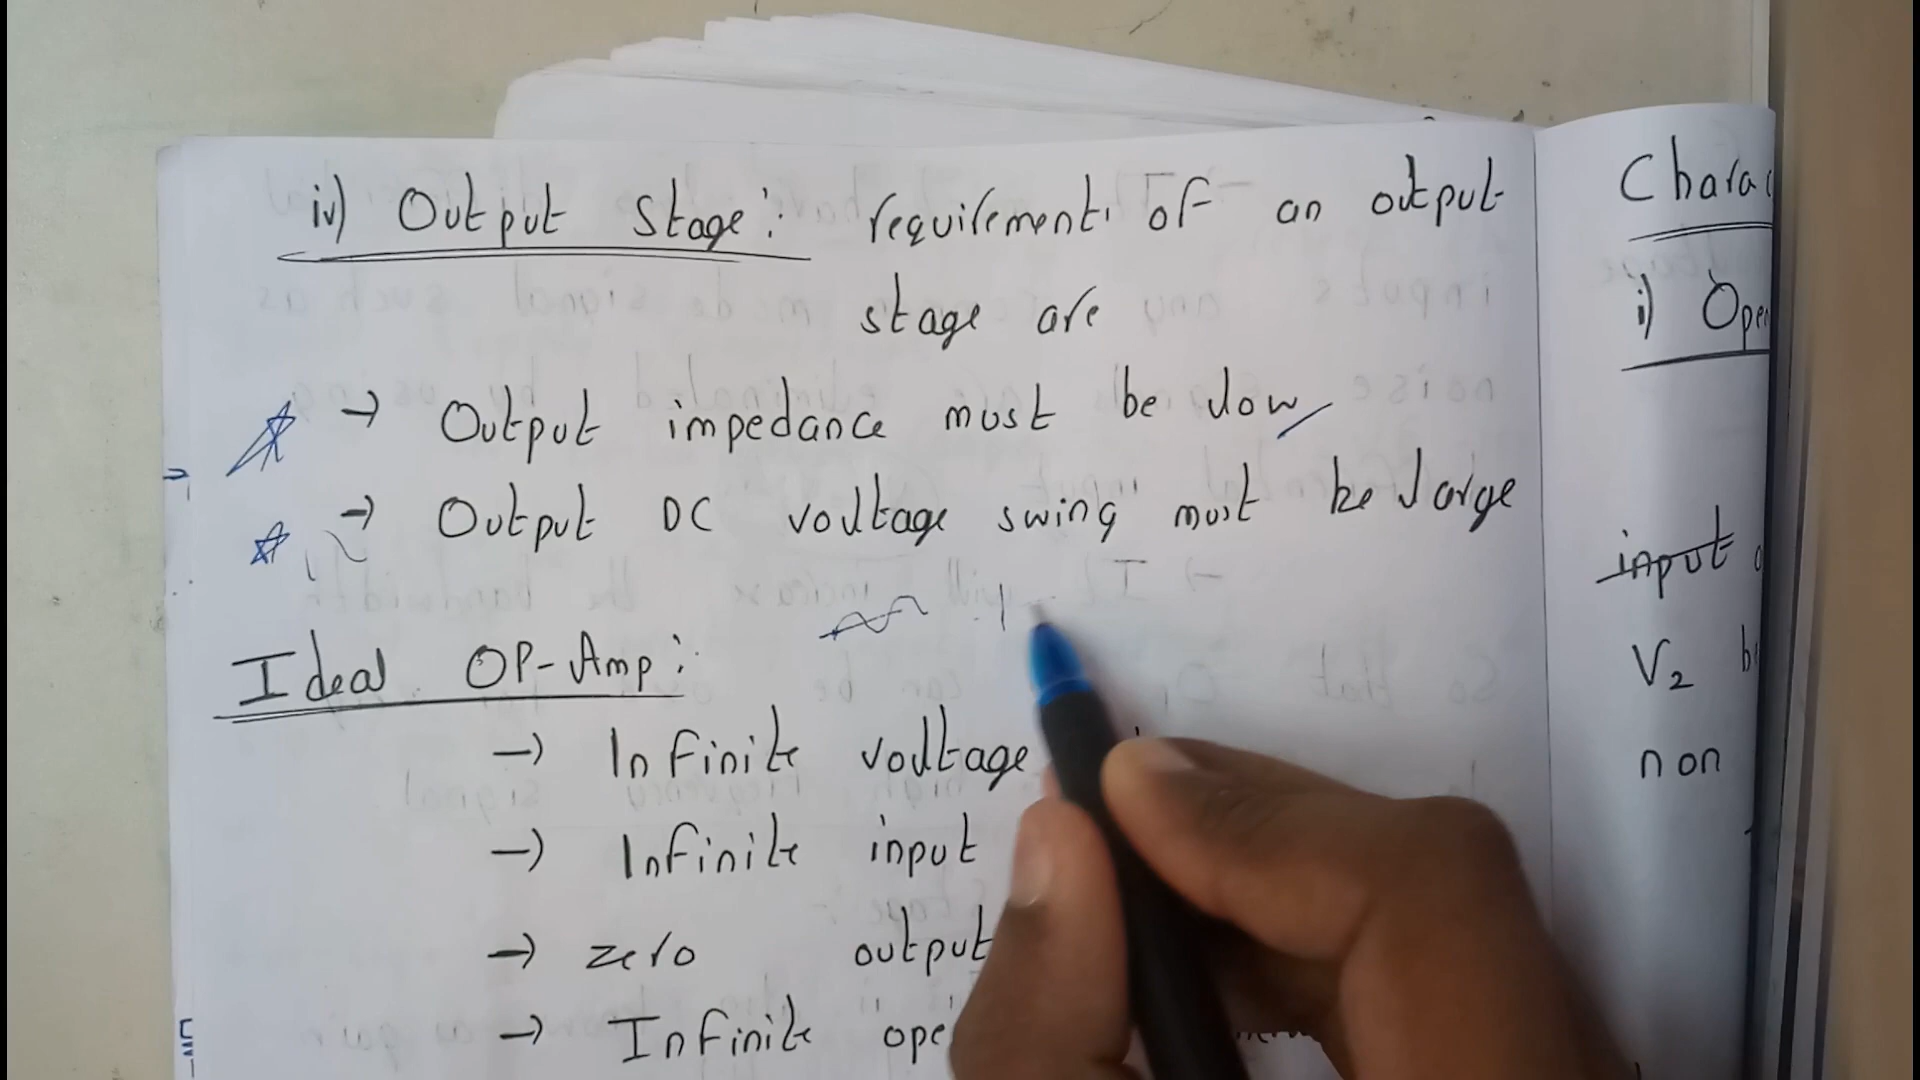 iv) Output Stage: requirement. of an output
stage are
→ Output impedance must be low
→ Output DC voltage swing must be large
Ideal OP-Amp:
→ Infinite voltage
→ Infinite input
→ zero output
→ Infinite ope
Charac
i) Oper
input
V2 b
non